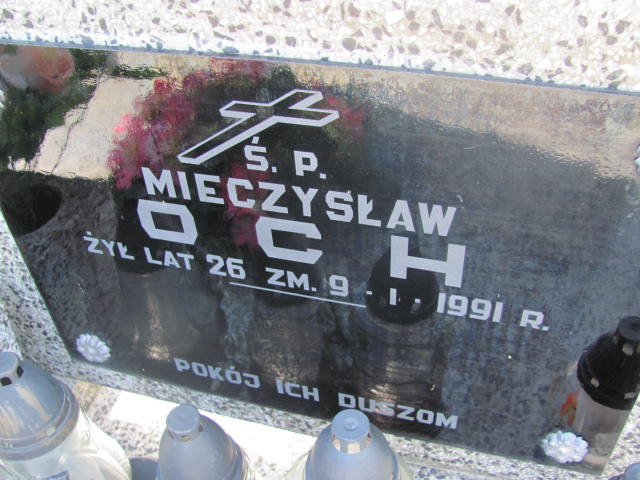 Ś. P.
MIECZYSŁAW
OCH
ŻYŁ LAT 26 ZM. 9 - I - 1991 R.
POKÓJ ICH DUSZOM